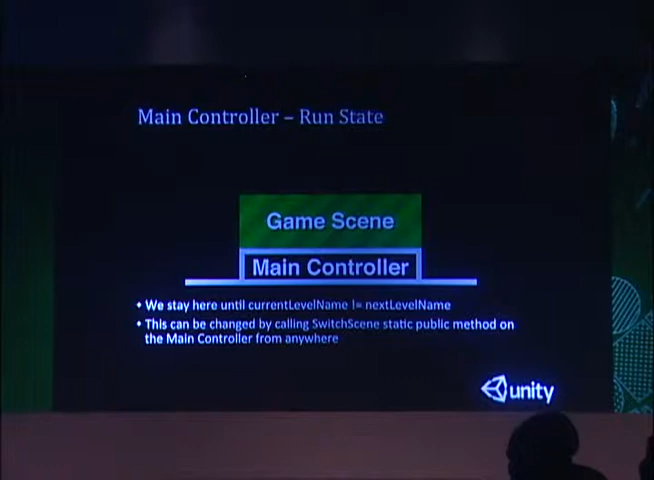 Main Controller – Run State
Game Scene
Main Controller
• We stay here until currentLevelName != nextLevelName
• This can be changed by calling SwitchScene static public method on
the Main Controller from anywhere
unity